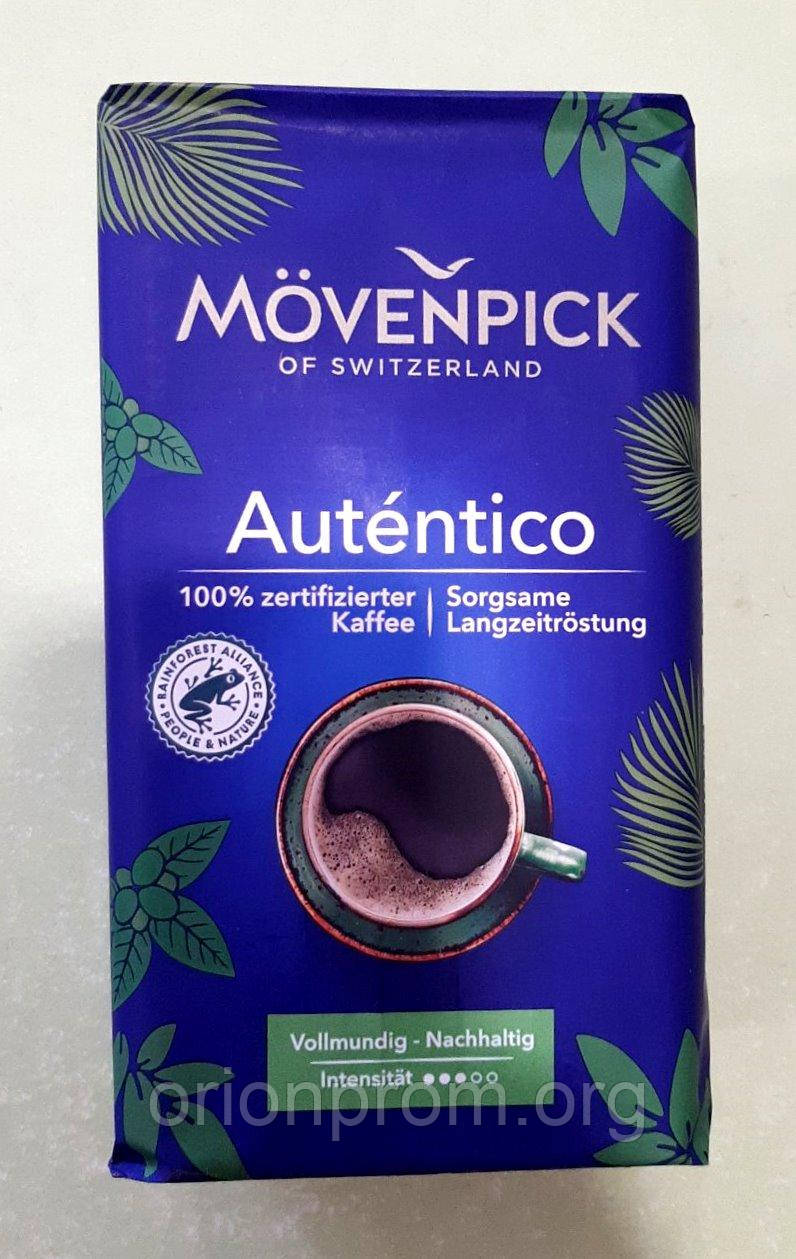 MÖVENPICK
OF SWITZERLAND
Auténtico
100% zertifizierter
Kaffee
Sorgsame
Langzeitröstung
RAINFOREST ALLIANCE
PEOPLE & NATURE
Vollmundig - Nachhaltig
Intensität
orionprom.org